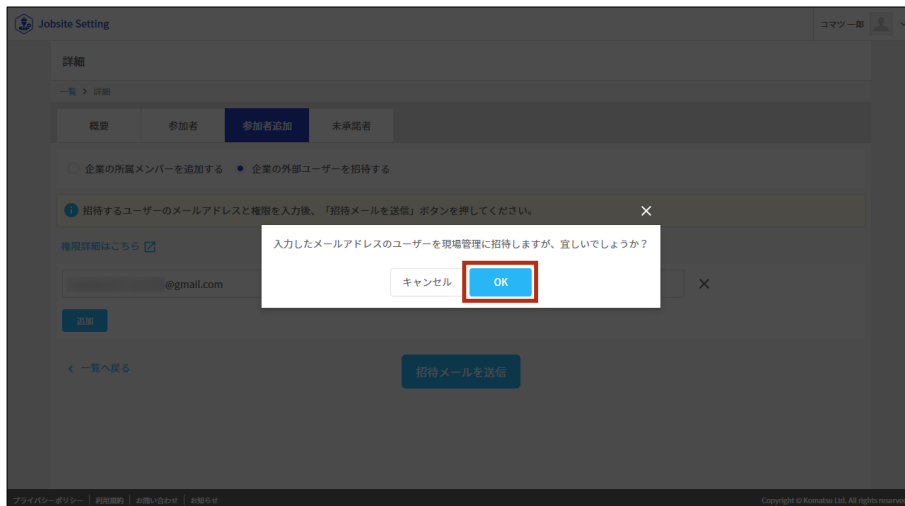 Jobsite Setting
コマツ 一郎
詳細
一覧 > 詳細
概要 参加者 参加者追加 未承諾者
企業の所属メンバーを追加する 企業の外部ユーザーを招待する
招待するユーザーのメールアドレスと権限を入力後、「招待メールを送信」ボタンを押してください。
権限詳細はこちら
入力したメールアドレスのユーザーを現場管理に招待しますが、宜しいでしょうか？
キャンセル OK
@gmail.com
追加
一覧へ戻る
招待メールを送信
プライバシーポリシー | 利用規約 | お問い合わせ | お知らせ
Copyright © Komatsu Ltd. All rights reserved